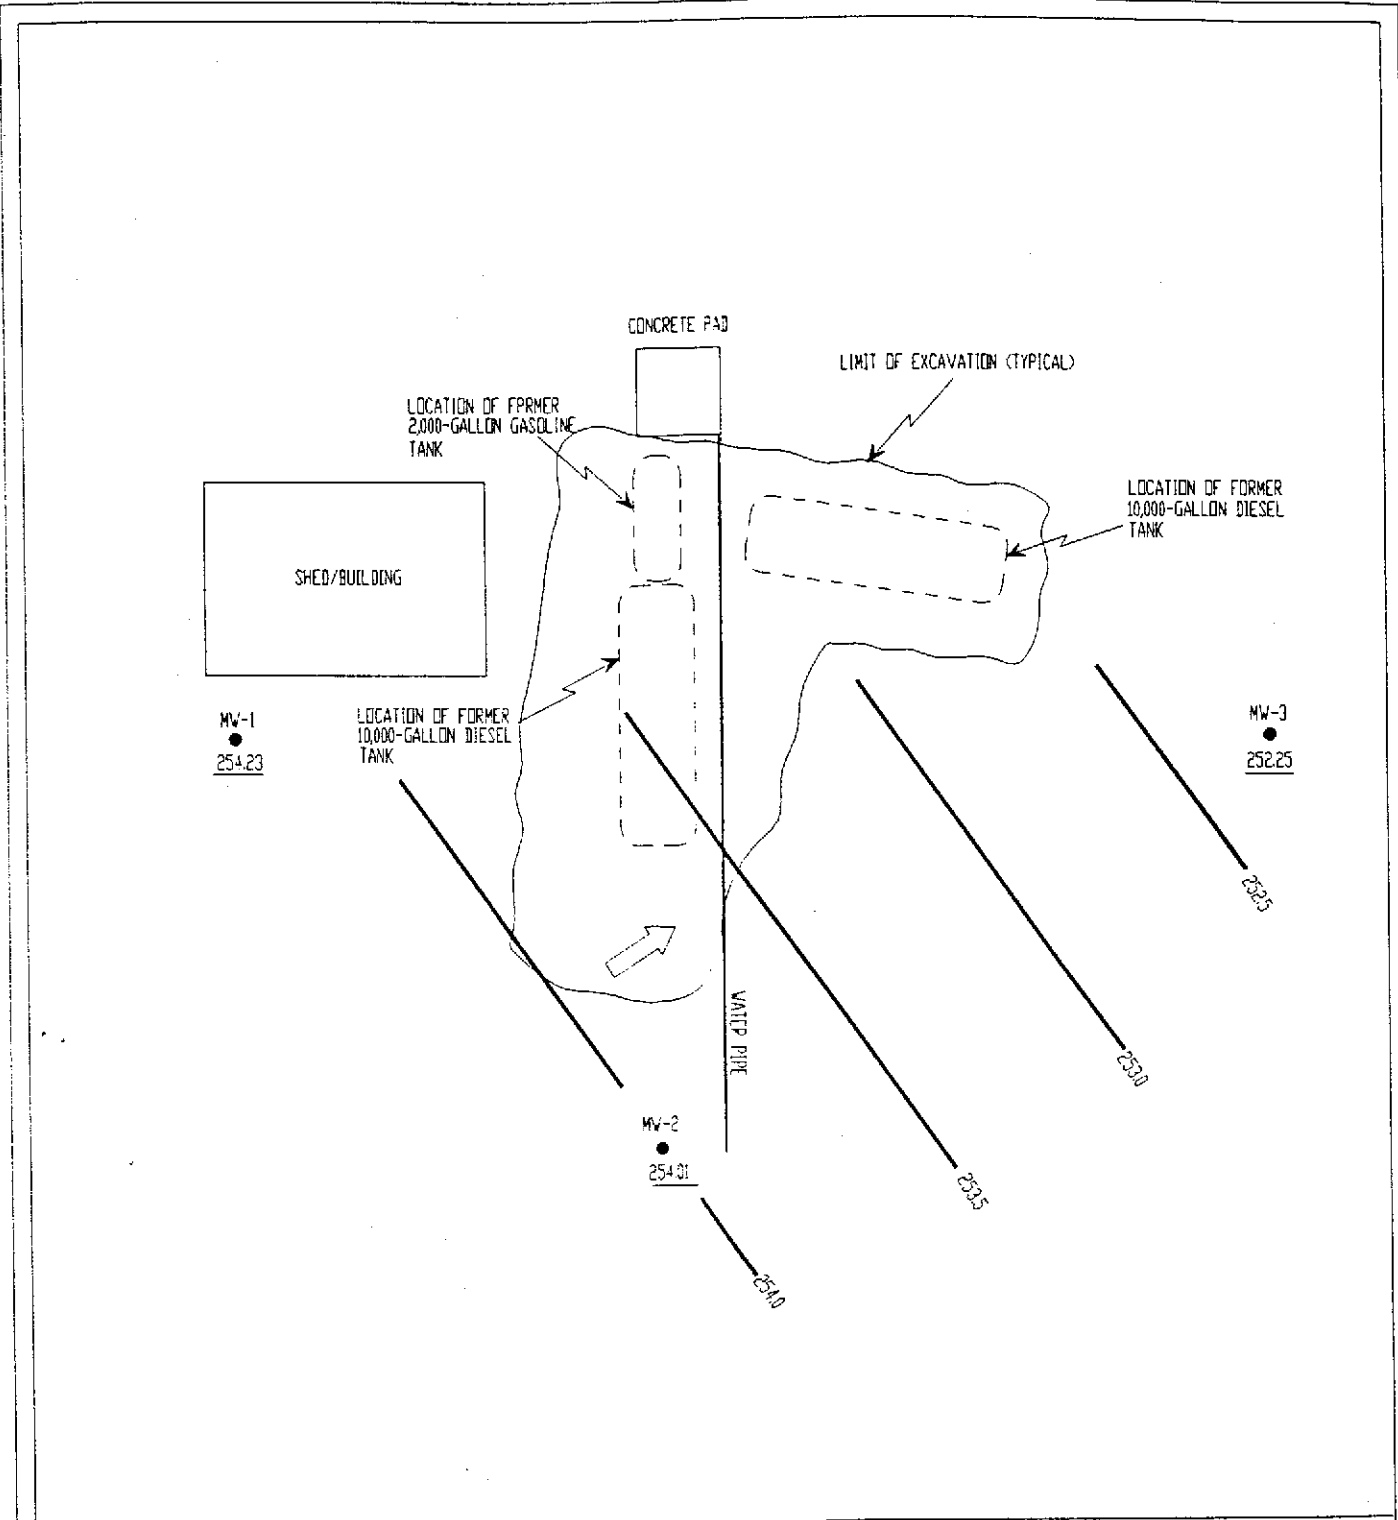 CONCRETE PAD
LIMIT OF EXCAVATION (TYPICAL)
LOCATION OF FPRMER
2,000-GALLON GASOLINE
TANK
LOCATION OF FORMER
10,000-GALLON DIESEL
TANK
SHED/BUILDING
MW-1
254.23
LOCATION OF FORMER
10,000-GALLON DIESEL
TANK
MW-3
252.25
252.5
WATER PIPE
253.0
MW-2
254.01
253.5
254.0